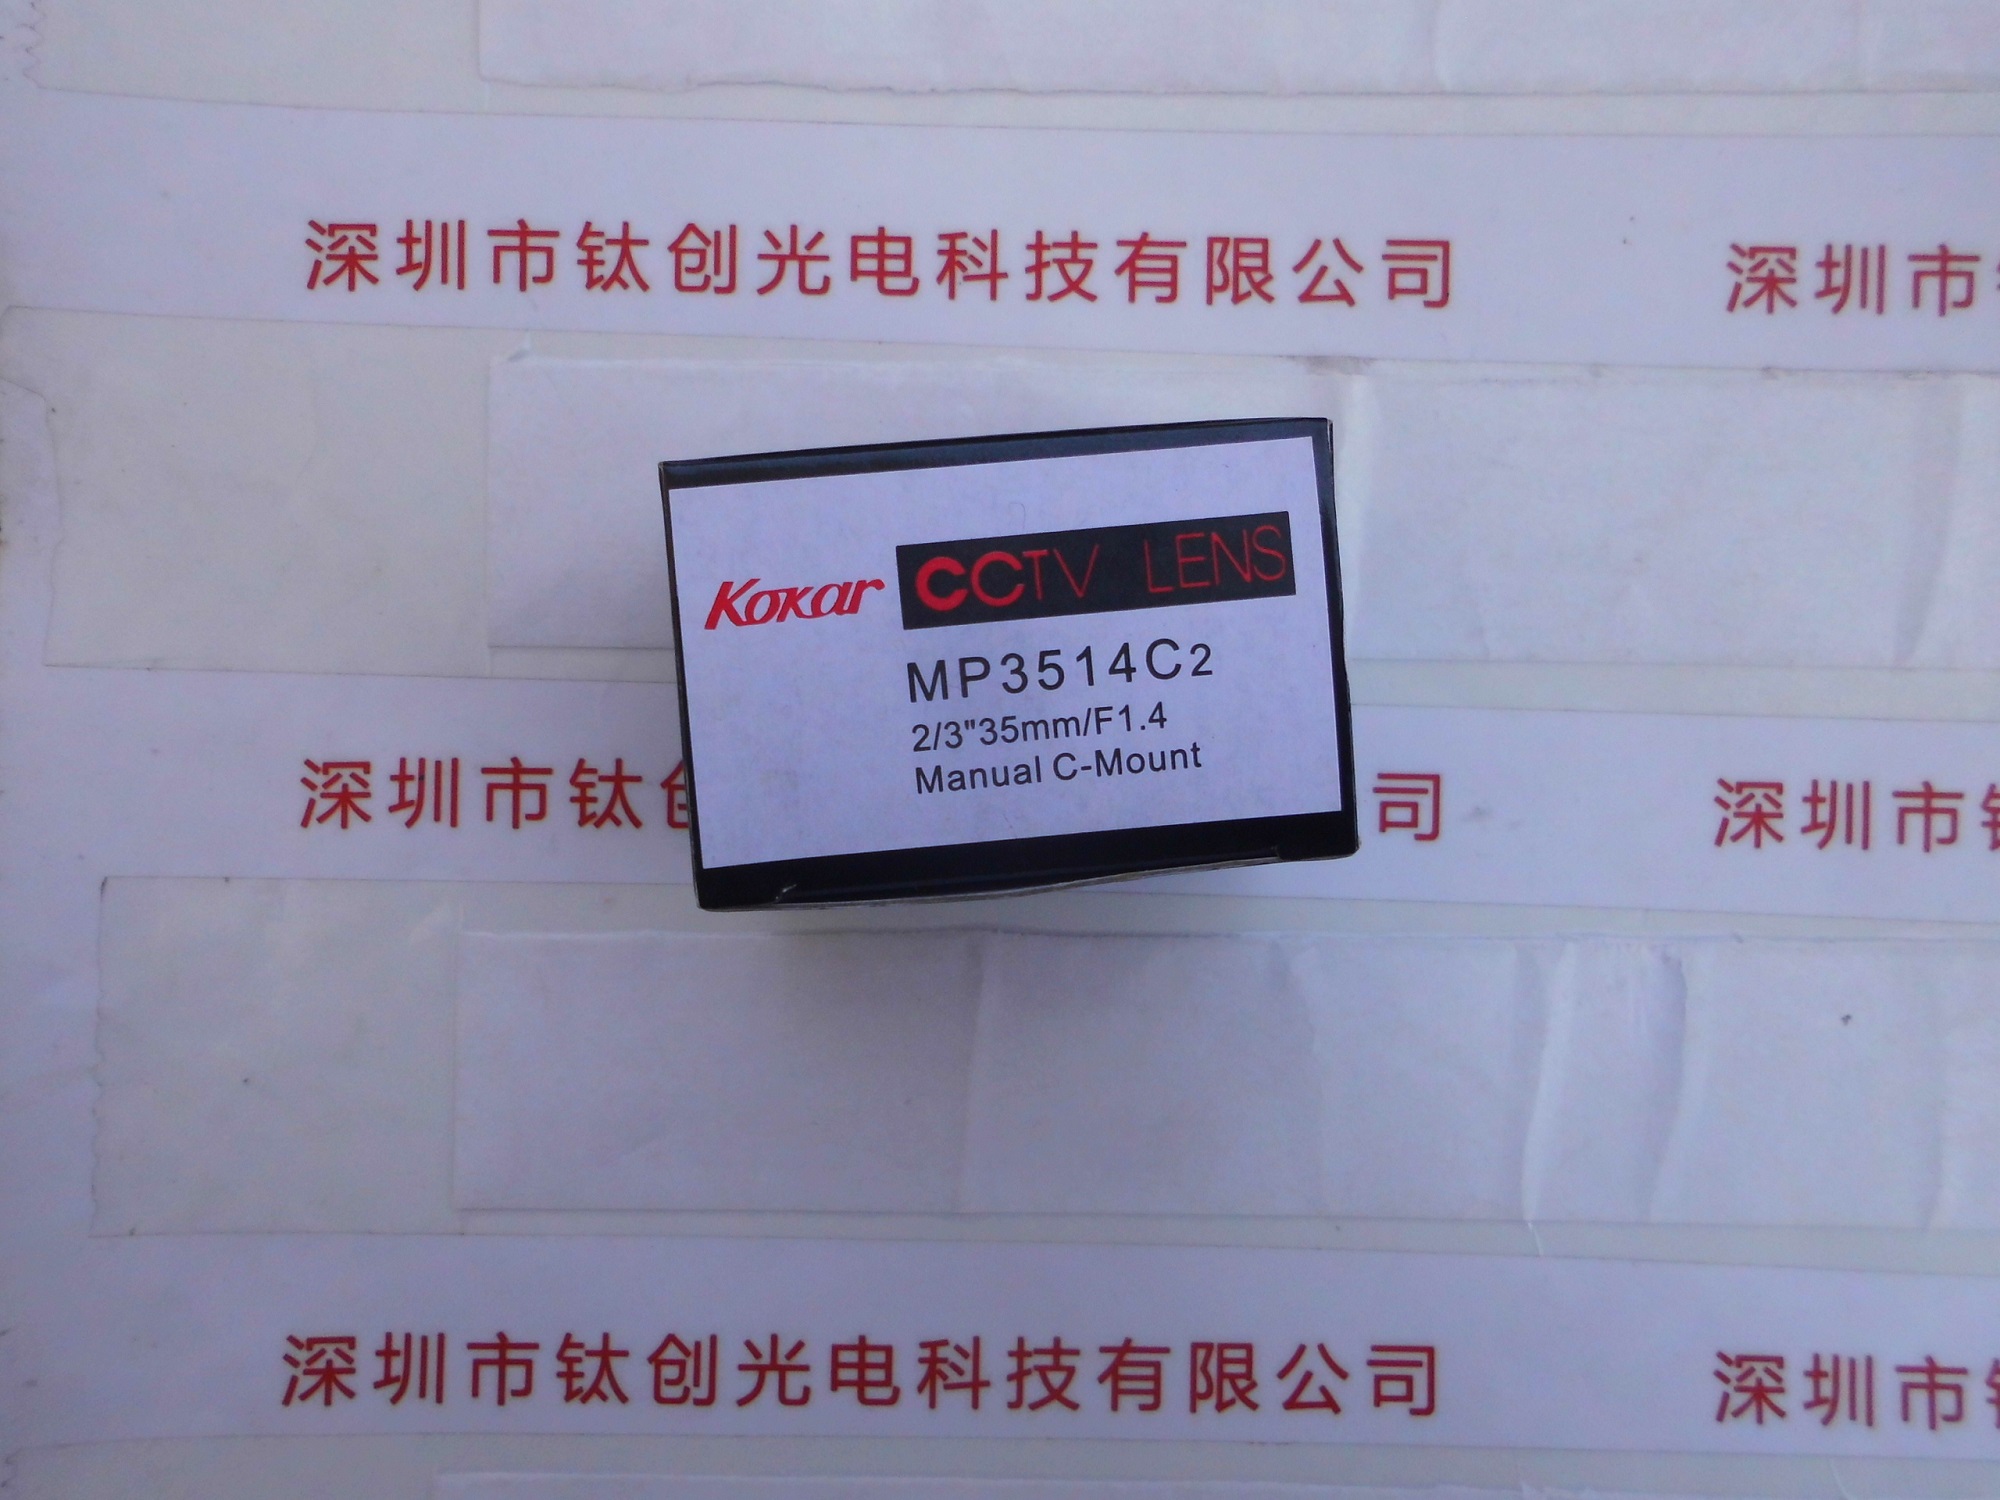 深圳市钛创光电科技有限公司 深圳市
Kokar CCTV LENS
MP3514C2
2/3"35mm/F1.4
Manual C-Mount
深圳市钛 司 深圳市
深圳市钛创光电科技有限公司 深圳市